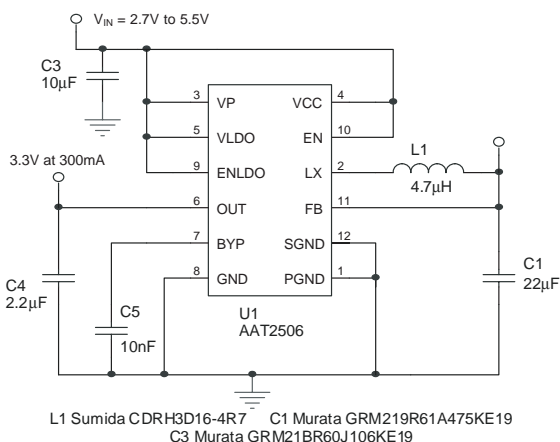 V_IN = 2.7V to 5.5V
C3
10µF
3 VP VCC 4
5 VLDO EN 10
9 ENLDO LX 2
6 OUT FB 11
7 BYP SGND 12
8 GND PGND 1
L1
4.7µH
3.3V at 300mA
C4
2.2µF
C5
10nF
C1
22µF
U1
AAT2506
L1 Sumida CDRH3D16-4R7 C1 Murata GRM219R61A475KE19
C3 Murata GRM21BR60J106KE19